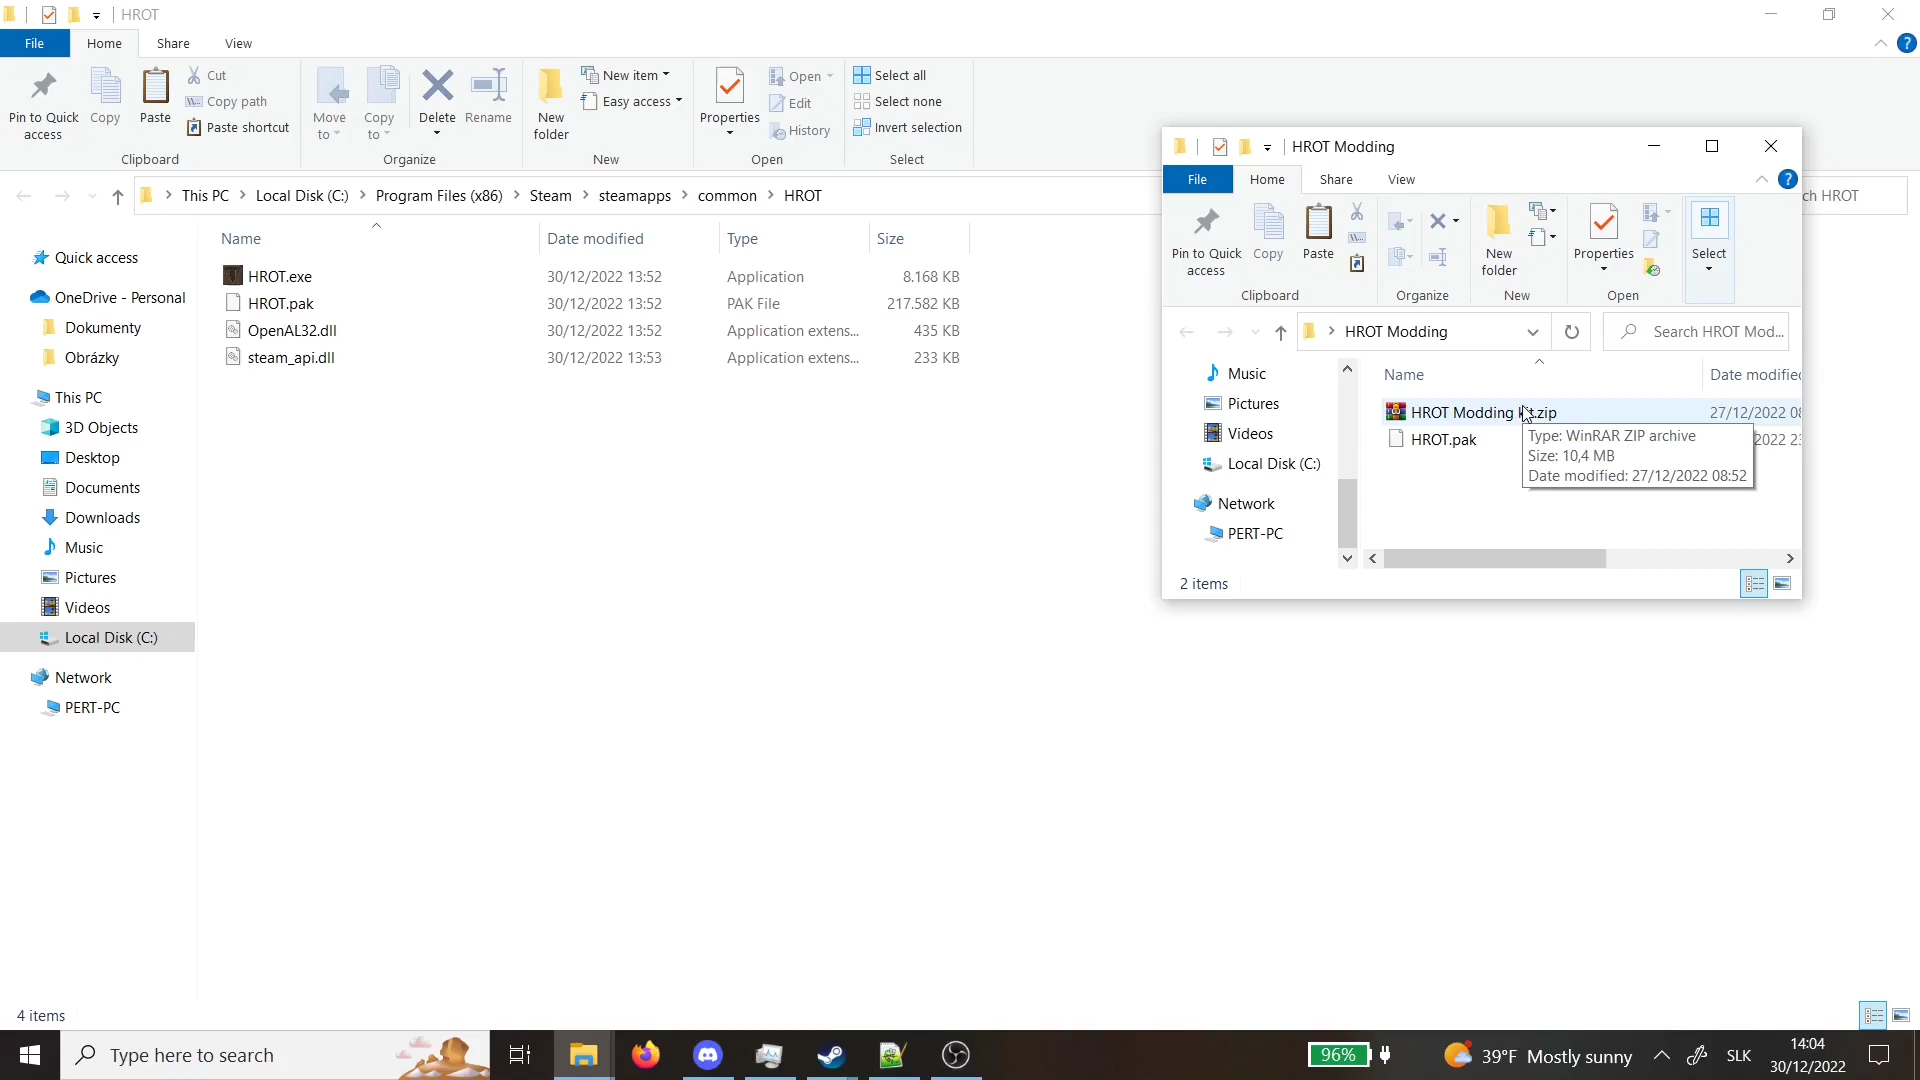 HROT
File Home Share View
Pin to Quick access
Copy
Paste
Cut
Copy path
Paste shortcut
Clipboard
Move to
Copy to
Delete
Rename
Organize
New folder
New item
Easy access
New
Properties
Open
Edit
History
Open
Select all
Select none
Invert selection
Select
This PC > Local Disk (C:) > Program Files (x86) > Steam > steamapps > common > HROT
ch HROT
Quick access
OneDrive - Personal
Dokumenty
Obrázky
This PC
3D Objects
Desktop
Documents
Downloads
Music
Pictures
Videos
Local Disk (C:)
Network
PERT-PC
Name Date modified Type Size
HROT.exe 30/12/2022 13:52 Application 8.168 KB
HROT.pak 30/12/2022 13:52 PAK File 217.582 KB
OpenAL32.dll 30/12/2022 13:52 Application extens... 435 KB
steam_api.dll 30/12/2022 13:53 Application extens... 233 KB
4 items
HROT Modding
File Home Share View
Pin to Quick access
Copy
Paste
Clipboard
Organize
New folder
New
Properties
Open
Select
HROT Modding
Search HROT Mod...
Music
Pictures
Videos
Local Disk (C:)
Network
PERT-PC
Name Date modified
HROT Modding kit.zip 27/12/2022 08
HROT.pak 2022 23
Type: WinRAR ZIP archive
Size: 10,4 MB
Date modified: 27/12/2022 08:52
2 items
Type here to search
96%
39°F Mostly sunny
SLK
14:04
30/12/2022